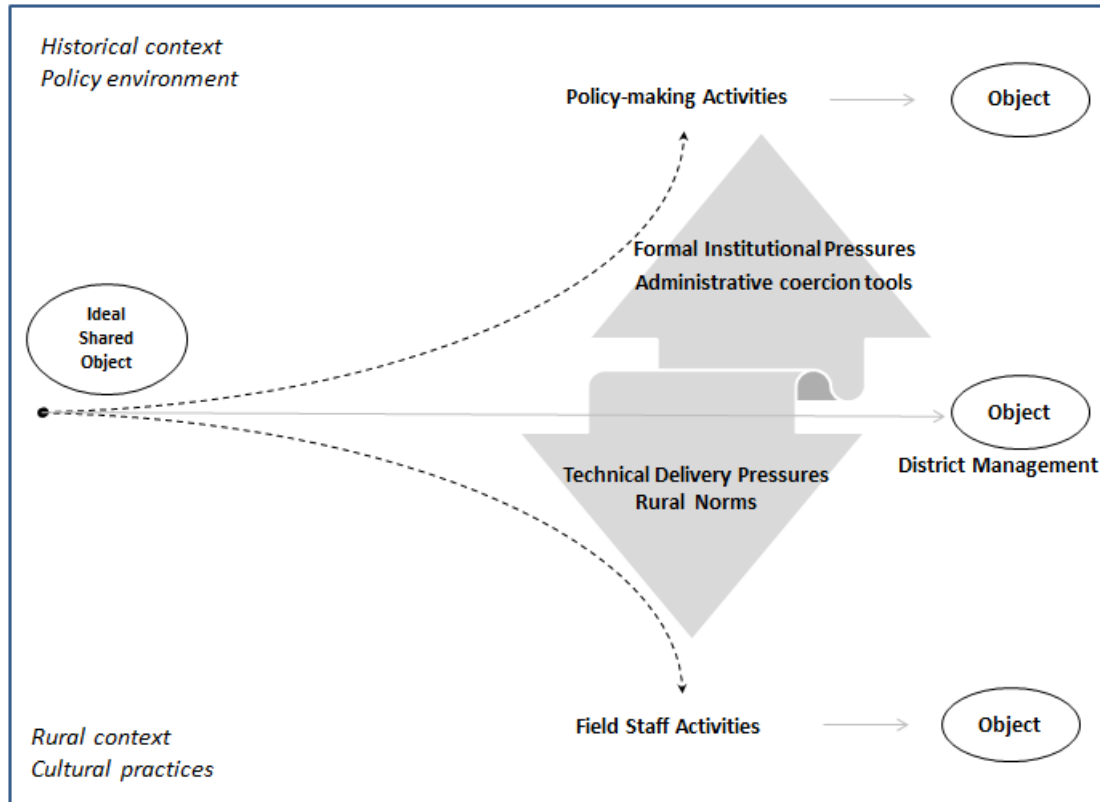 Historical context
Policy environment
Policy-making Activities
Object
Formal Institutional Pressures
Administrative coercion tools
Ideal
Shared
Object
Object
District Management
Technical Delivery Pressures
Rural Norms
Field Staff Activities
Object
Rural context
Cultural practices